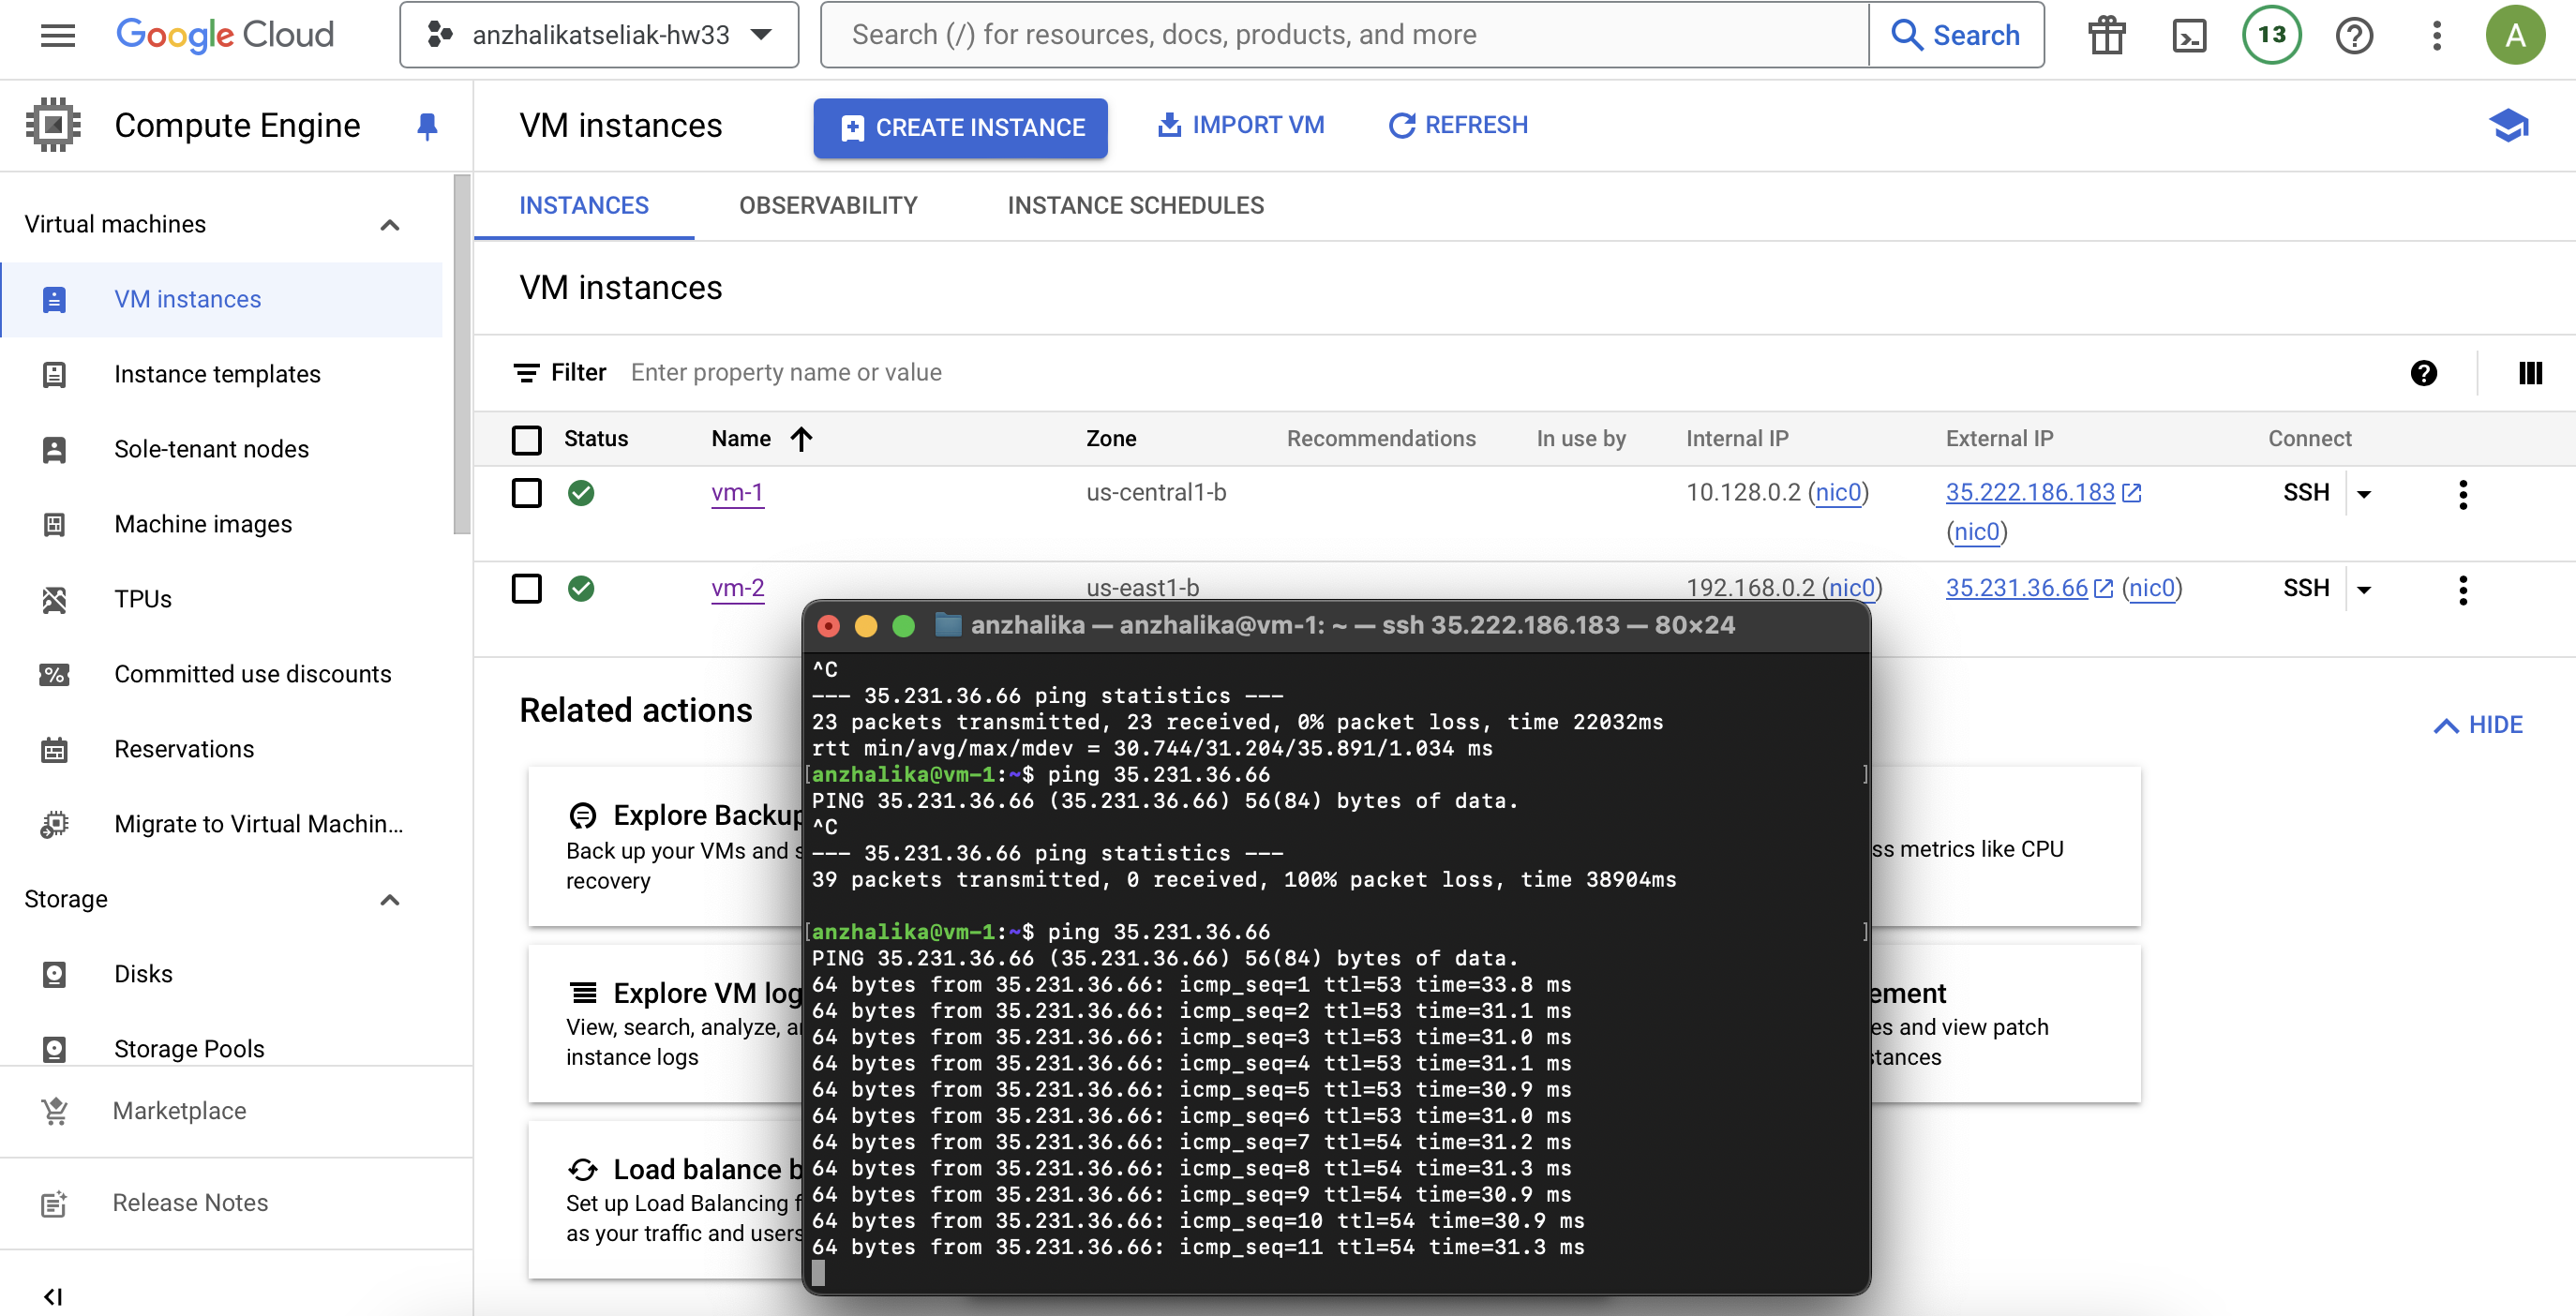 Google Cloud
anzhalikatseliak-hw33
Search (/) for resources, docs, products, and more
Search
13
A
Compute Engine
VM instances
CREATE INSTANCE
IMPORT VM
REFRESH
Virtual machines
VM instances
Instance templates
Sole-tenant nodes
Machine images
TPUs
Committed use discounts
Reservations
Migrate to Virtual Machin...
Storage
Disks
Storage Pools
Marketplace
Release Notes
INSTANCES
OBSERVABILITY
INSTANCE SCHEDULES
VM instances
Filter Enter property name or value
Status Name Zone Recommendations In use by Internal IP External IP Connect
vm-1 us-central1-b 10.128.0.2 (nic0) 35.222.186.183 SSH
(nic0)
vm-2 us-east1-b 192.168.0.2 (nic0) 35.231.36.66 (nic0) SSH
Related actions
HIDE
Explore Backup
Back up your VMs and s
recovery
ss metrics like CPU
Explore VM log
View, search, analyze, a
instance logs
ement
es and view patch
stances
Load balance b
Set up Load Balancing f
as your traffic and users
anzhalika — anzhalika@vm-1: ~ — ssh 35.222.186.183 — 80×24
^C
--- 35.231.36.66 ping statistics ---
23 packets transmitted, 23 received, 0% packet loss, time 22032ms
rtt min/avg/max/mdev = 30.744/31.204/35.891/1.034 ms
[anzhalika@vm-1:~$ ping 35.231.36.66 ]
PING 35.231.36.66 (35.231.36.66) 56(84) bytes of data.
^C
--- 35.231.36.66 ping statistics ---
39 packets transmitted, 0 received, 100% packet loss, time 38904ms
[anzhalika@vm-1:~$ ping 35.231.36.66 ]
PING 35.231.36.66 (35.231.36.66) 56(84) bytes of data.
64 bytes from 35.231.36.66: icmp_seq=1 ttl=53 time=33.8 ms
64 bytes from 35.231.36.66: icmp_seq=2 ttl=53 time=31.1 ms
64 bytes from 35.231.36.66: icmp_seq=3 ttl=53 time=31.0 ms
64 bytes from 35.231.36.66: icmp_seq=4 ttl=53 time=31.1 ms
64 bytes from 35.231.36.66: icmp_seq=5 ttl=53 time=30.9 ms
64 bytes from 35.231.36.66: icmp_seq=6 ttl=53 time=31.0 ms
64 bytes from 35.231.36.66: icmp_seq=7 ttl=54 time=31.2 ms
64 bytes from 35.231.36.66: icmp_seq=8 ttl=54 time=31.3 ms
64 bytes from 35.231.36.66: icmp_seq=9 ttl=54 time=30.9 ms
64 bytes from 35.231.36.66: icmp_seq=10 ttl=54 time=30.9 ms
64 bytes from 35.231.36.66: icmp_seq=11 ttl=54 time=31.3 ms